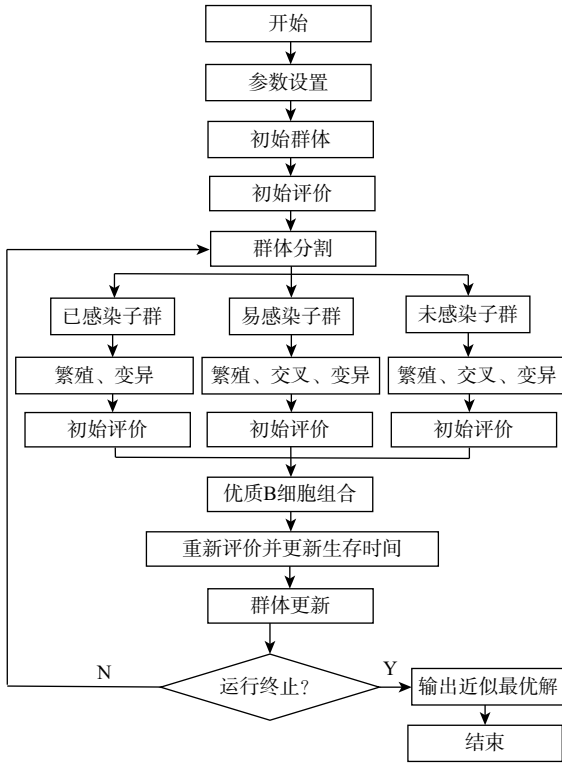 开始
参数设置
初始群体
初始评价
群体分割
已感染子群
易感染子群
未感染子群
繁殖、变异
繁殖、交叉、变异
繁殖、交叉、变异
初始评价
初始评价
初始评价
优质B细胞组合
重新评价并更新生存时间
群体更新
N
运行终止?
Y
输出近似最优解
结束